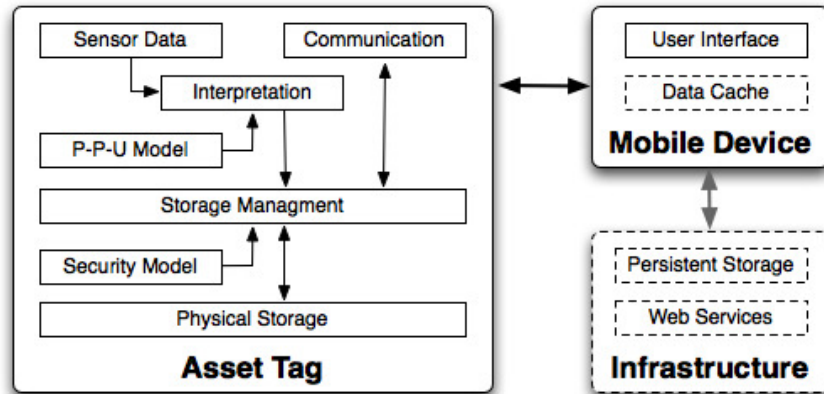 Sensor Data
Communication
Interpretation
P-P-U Model
Storage Managment
Security Model
Physical Storage
Asset Tag
User Interface
Data Cache
Mobile Device
Persistent Storage
Web Services
Infrastructure